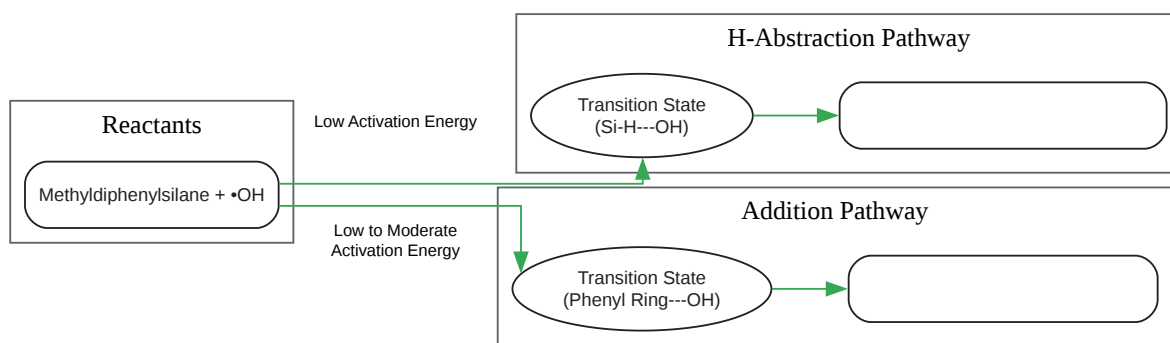 H-Abstraction Pathway
Transition State
(Si-H---OH)
Reactants
Low Activation Energy
Methyldiphenylsilane + •OH
Low to Moderate
Activation Energy
Addition Pathway
Transition State
(Phenyl Ring---OH)